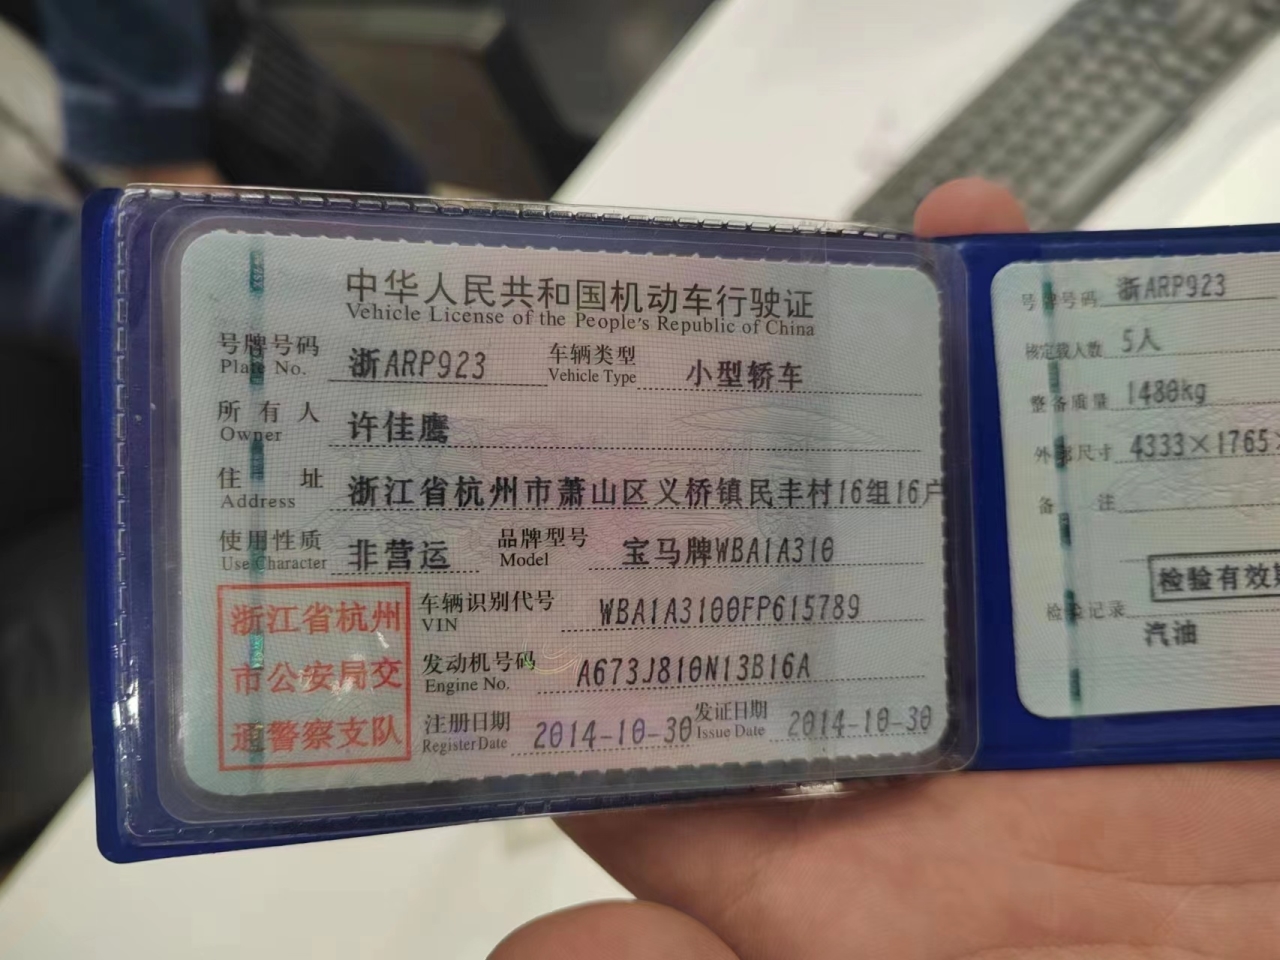 中华人民共和国机动车行驶证
Vehicle License of the People's Republic of China
号牌号码 浙ARP923 车辆类型 小型轿车
Plate No. Vehicle Type
所有人 许佳鹰
Owner
住址 浙江省杭州市萧山区义桥镇民丰村16组16户
Address
使用性质 非营运 品牌型号 宝马牌WBA1A310
Use Character Model
浙江省杭州
市公安局交
通警察支队
车辆识别代号 WBA1A3100FP615789
VIN
发动机号码 A673J810N13B16A
Engine No.
注册日期 2014-10-30 发证日期 2014-10-30
Register Date Issue Date
号牌号码 浙ARP923
核定载人数 5人
整备质量 1480kg
外廓尺寸 4333×1765×
备注
检验有效期
检验记录
汽油